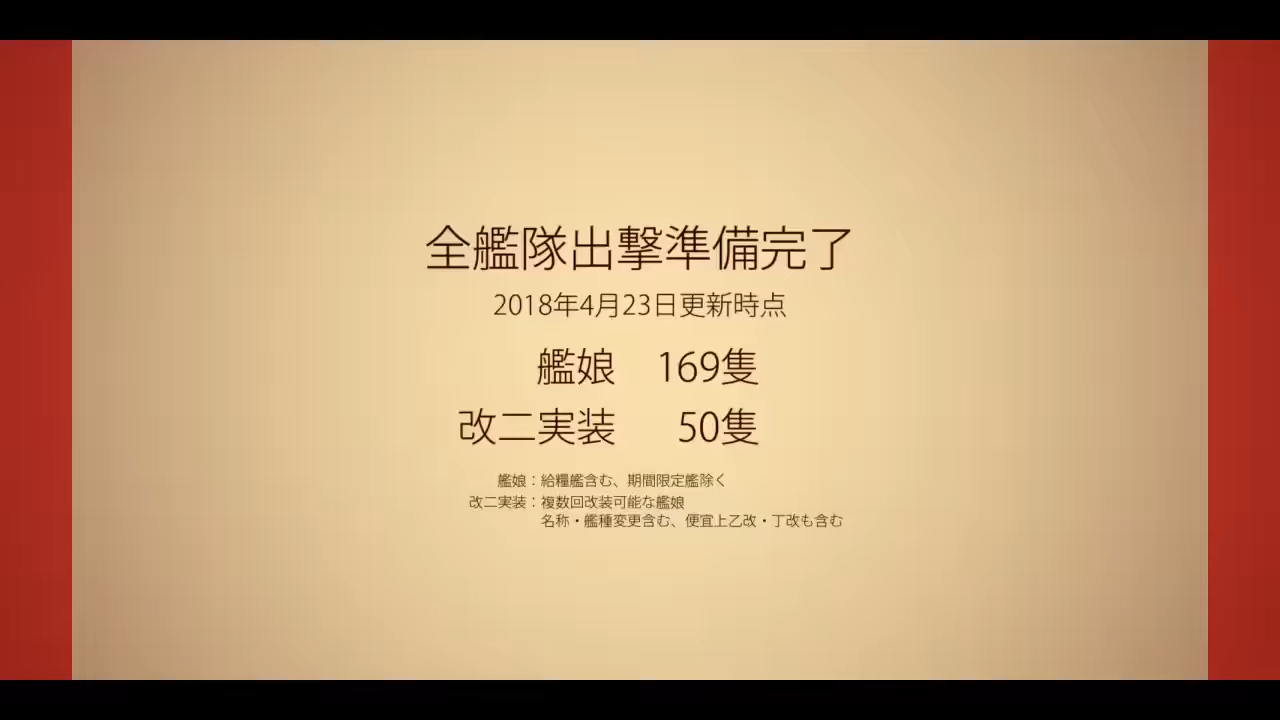 全艦隊出撃準備完了
2018年4月23日更新時点
艦娘　169隻
改二実装　50隻
艦娘：給糧艦含む、期間限定艦除く
改二実装：複数回改装可能な艦娘
名称・艦種変更含む、便宜上乙改・丁改も含む